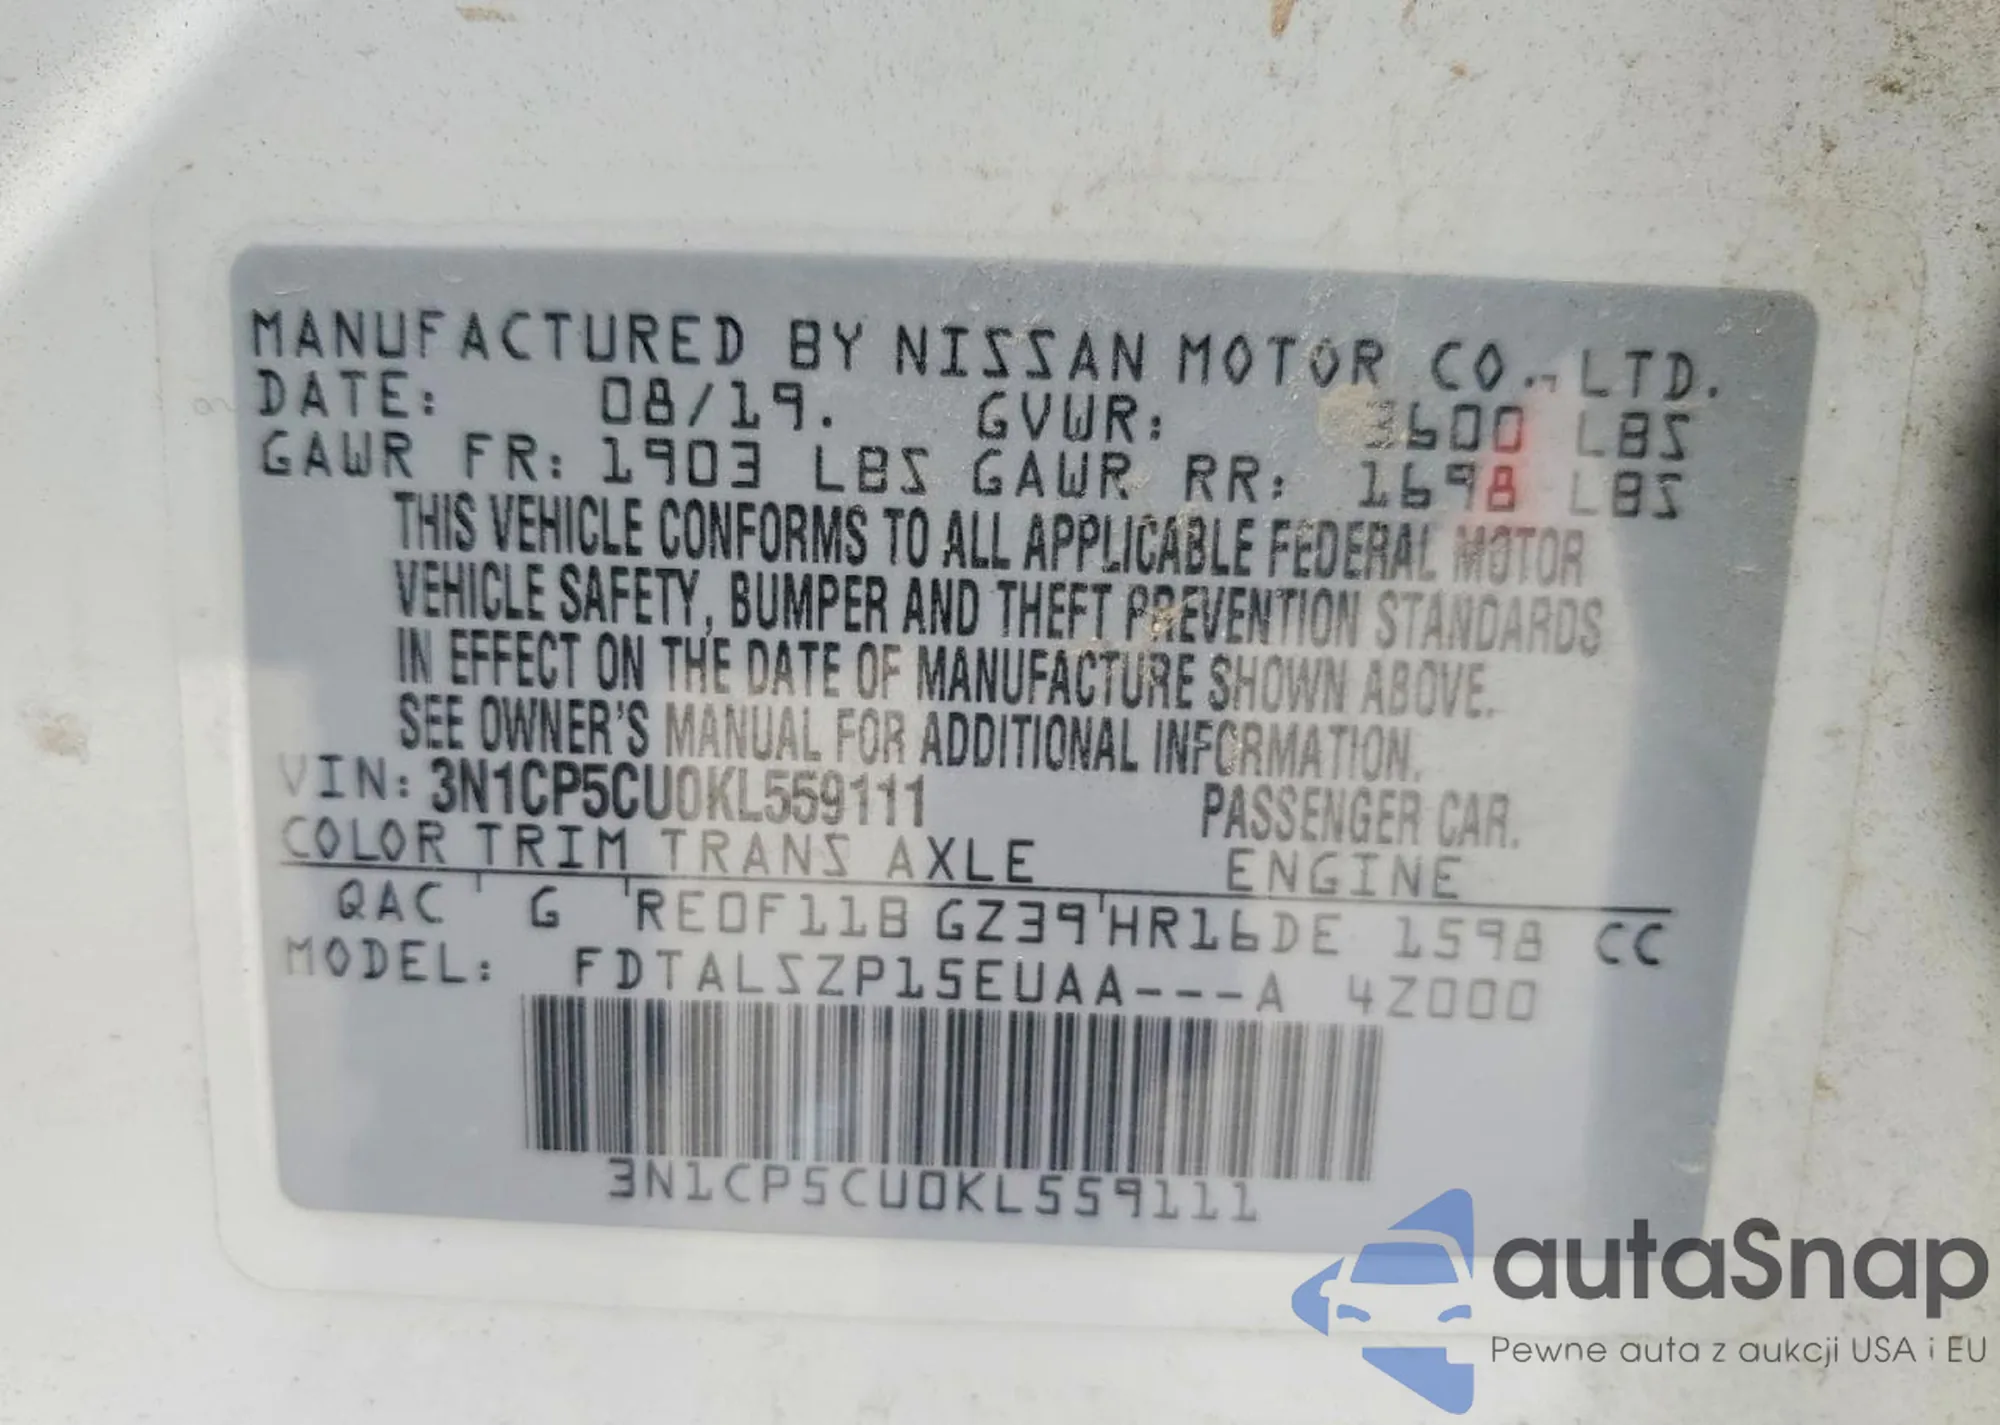 MANUFACTURED BY NISSAN MOTOR CO., LTD.
DATE: 08/19. GVWR: 3600 LBS
GAWR FR: 1903 LBS GAWR RR: 1698 LBS
THIS VEHICLE CONFORMS TO ALL APPLICABLE FEDERAL MOTOR
VEHICLE SAFETY, BUMPER AND THEFT PREVENTION STANDARDS
IN EFFECT ON THE DATE OF MANUFACTURE SHOWN ABOVE.
SEE OWNER'S MANUAL FOR ADDITIONAL INFORMATION.
VIN: 3N1CP5CU0KL559111 PASSENGER CAR.
COLOR TRIM TRANS AXLE ENGINE
QAC G RE0F11B GZ39 HR16DE 1598 CC
MODEL: FDTALSZP15EUAA---A 4Z000
3N1CP5CU0KL559111
autaSnap
Pewne auta z aukcji USA i EU